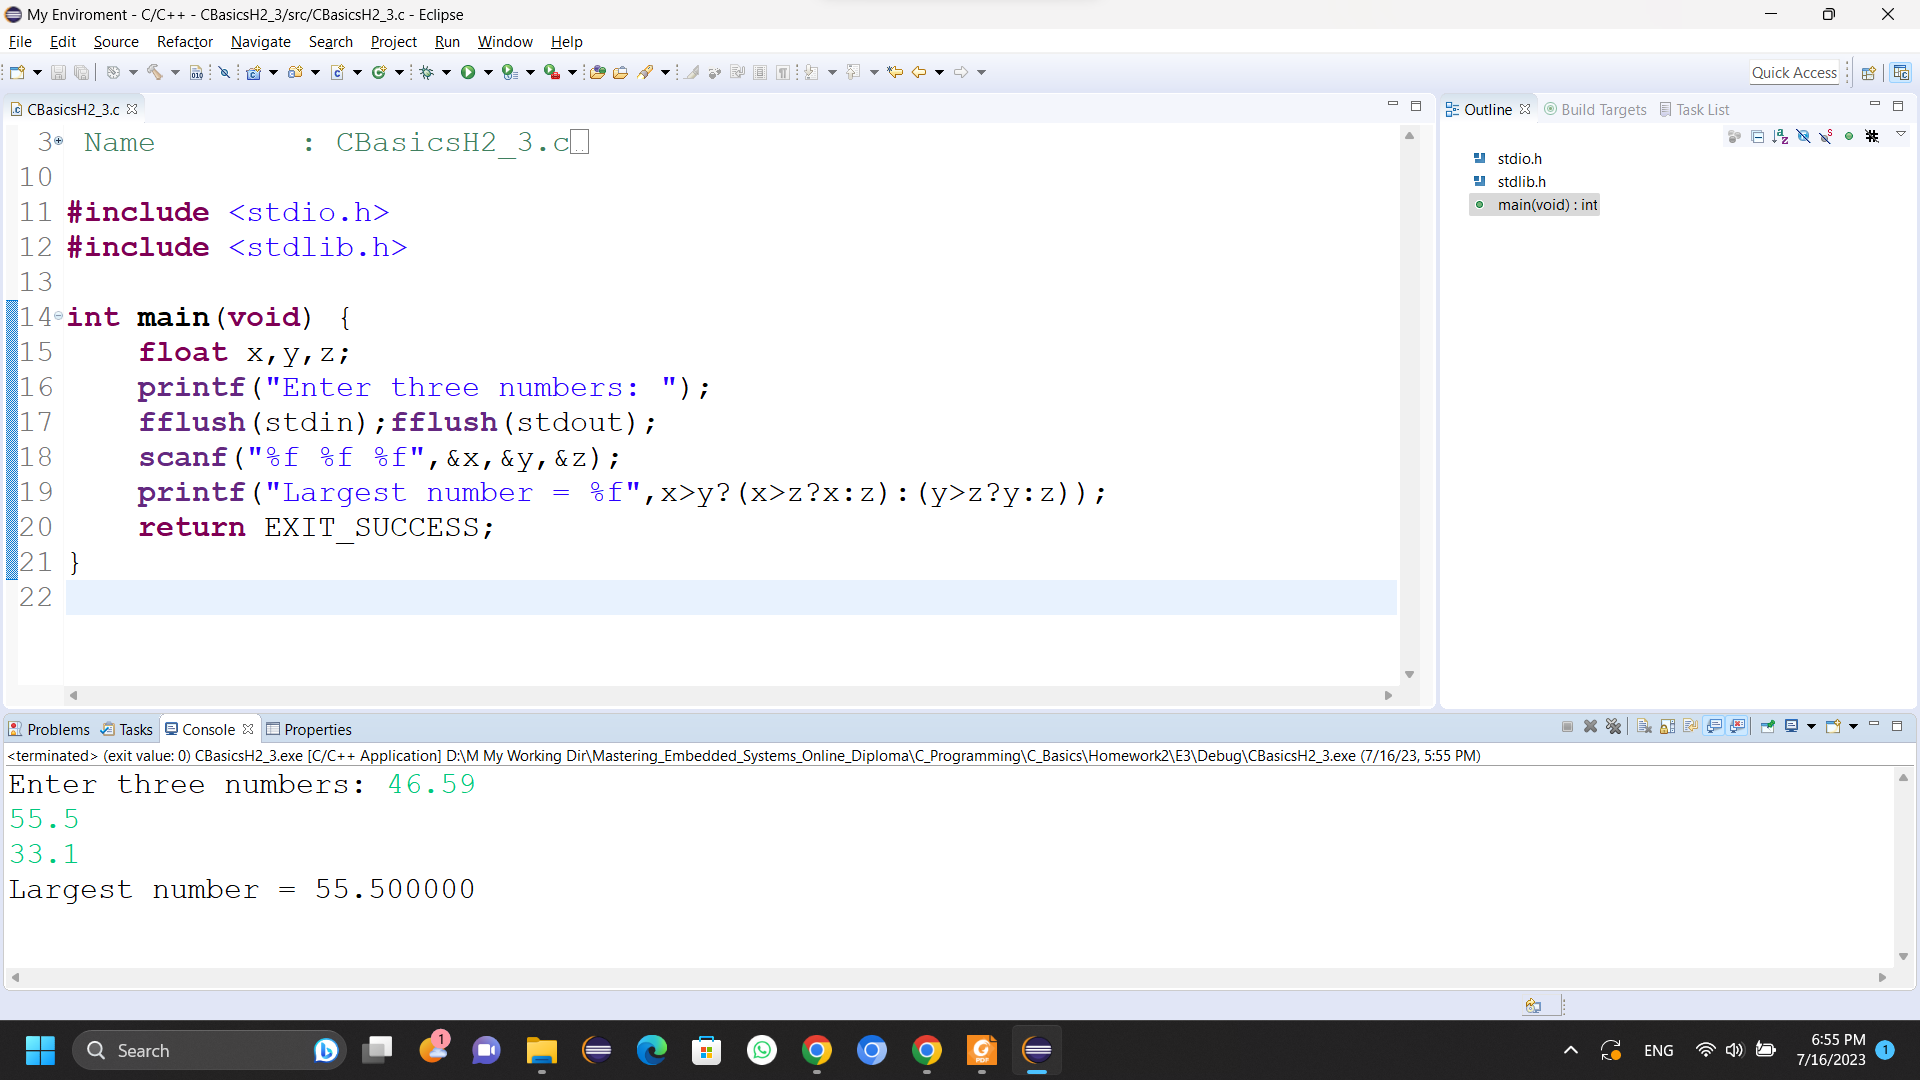 My Enviroment - C/C++ - CBasicsH2_3/src/CBasicsH2_3.c - Eclipse
File Edit Source Refactor Navigate Search Project Run Window Help
Quick Access
CBasicsH2_3.c
Outline Build Targets Task List
3 Name : CBasicsH2_3.c
10
11 #include <stdio.h>
12 #include <stdlib.h>
13
14 int main(void) {
15 float x,y,z;
16 printf("Enter three numbers: ");
17 fflush(stdin);fflush(stdout);
18 scanf("%f %f %f",&x,&y,&z);
19 printf("Largest number = %f",x>y?(x>z?x:z):(y>z?y:z));
20 return EXIT_SUCCESS;
21 }
22
stdio.h
stdlib.h
main(void) : int
Problems Tasks Console Properties
<terminated> (exit value: 0) CBasicsH2_3.exe [C/C++ Application] D:\M My Working Dir\Mastering_Embedded_Systems_Online_Diploma\C_Programming\C_Basics\Homework2\E3\Debug\CBasicsH2_3.exe (7/16/23, 5:55 PM)
Enter three numbers: 46.59
55.5
33.1
Largest number = 55.500000
Search
1
ENG
6:55 PM
7/16/2023
1